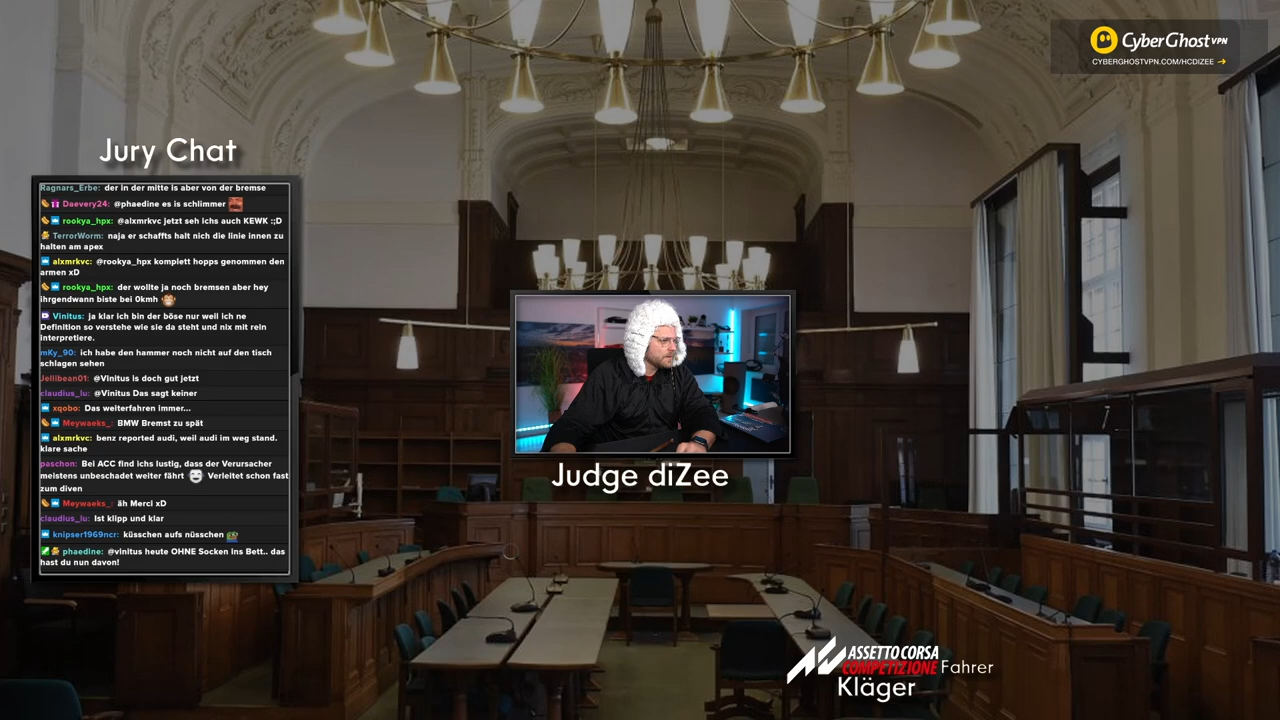 CyberGhost VPN
CYBERGHOSTVPN.COM/HCDIZEE
Jury Chat
Ragnars_Erbe: der in der mitte is aber von der bremse
Daevery24: @phaedine es is schlimmer
rookya_hpx: @alxmrkvc jetzt seh ichs auch KEWK :;D
TerrorWorm: naja er schaffts halt nich die linie innen zu
halten am apex
alxmrkvc: @rookya_hpx komplett hopps genommen den
armen xD
rookya_hpx: der wollte ja noch bremsen aber hey
ihrgendwann biste bei 0kmh
Vinitus: ja klar ich bin der böse nur weil ich ne
Definition so verstehe wie sie da steht und nix mit rein
interpretiere.
mKy_90: ich habe den hammer noch nicht auf den tisch
schlagen sehen
Jellibean01: @Vinitus is doch gut jetzt
claudius_lu: @Vinitus Das sagt keiner
xqobo: Das weiterfahren immer...
Meywaeks_: BMW Bremst zu spät
alxmrkvc: benz reported audi, weil audi im weg stand.
klare sache
paschon: Bei ACC find ichs lustig, dass der Verursacher
meistens unbeschadet weiter fährt Verleitet schon fast
zum diven
Meywaeks_: äh Merci xD
claudius_lu: Ist klipp und klar
knipser1969ncr: küsschen aufs nüsschen
phaedine: @vinitus heute OHNE Socken ins Bett.. das
hast du nun davon!
Judge diZee
ASSETTO CORSA
COMPETIZIONE Fahrer
Kläger